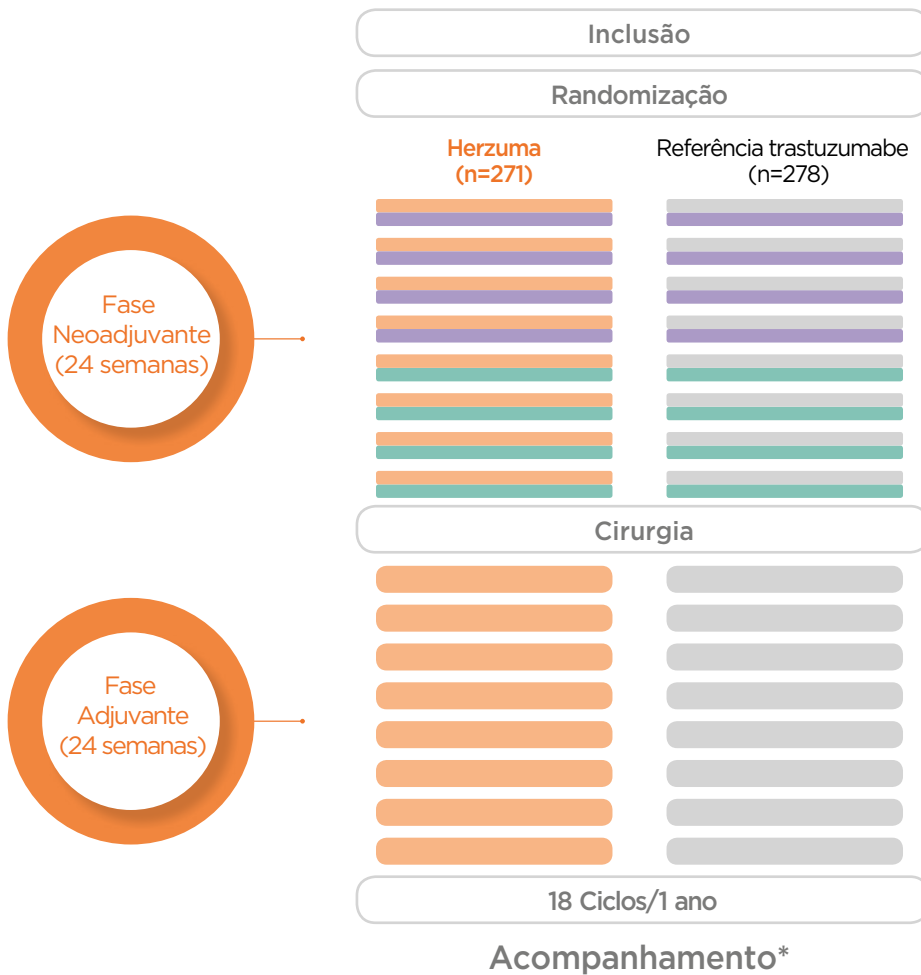 Inclusão
Randomização
Herzuma
(n=271)
Referência trastuzumabe
(n=278)
Fase
Neoadjuvante
(24 semanas)
Cirurgia
Fase
Adjuvante
(24 semanas)
18 Ciclos/1 ano
Acompanhamento*